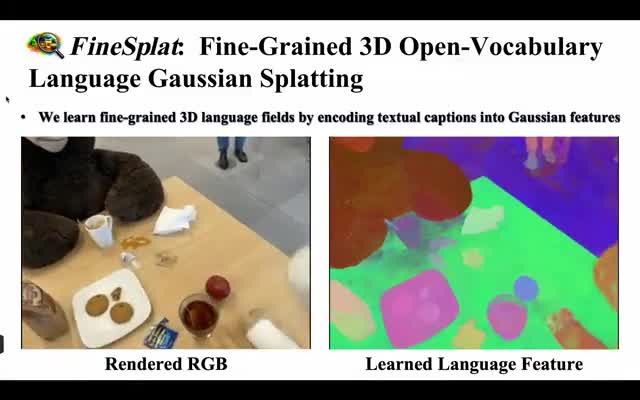 FineSplat: Fine-Grained 3D Open-Vocabulary
Language Gaussian Splatting
• We learn fine-grained 3D language fields by encoding textual captions into Gaussian features
Rendered RGB
Learned Language Feature